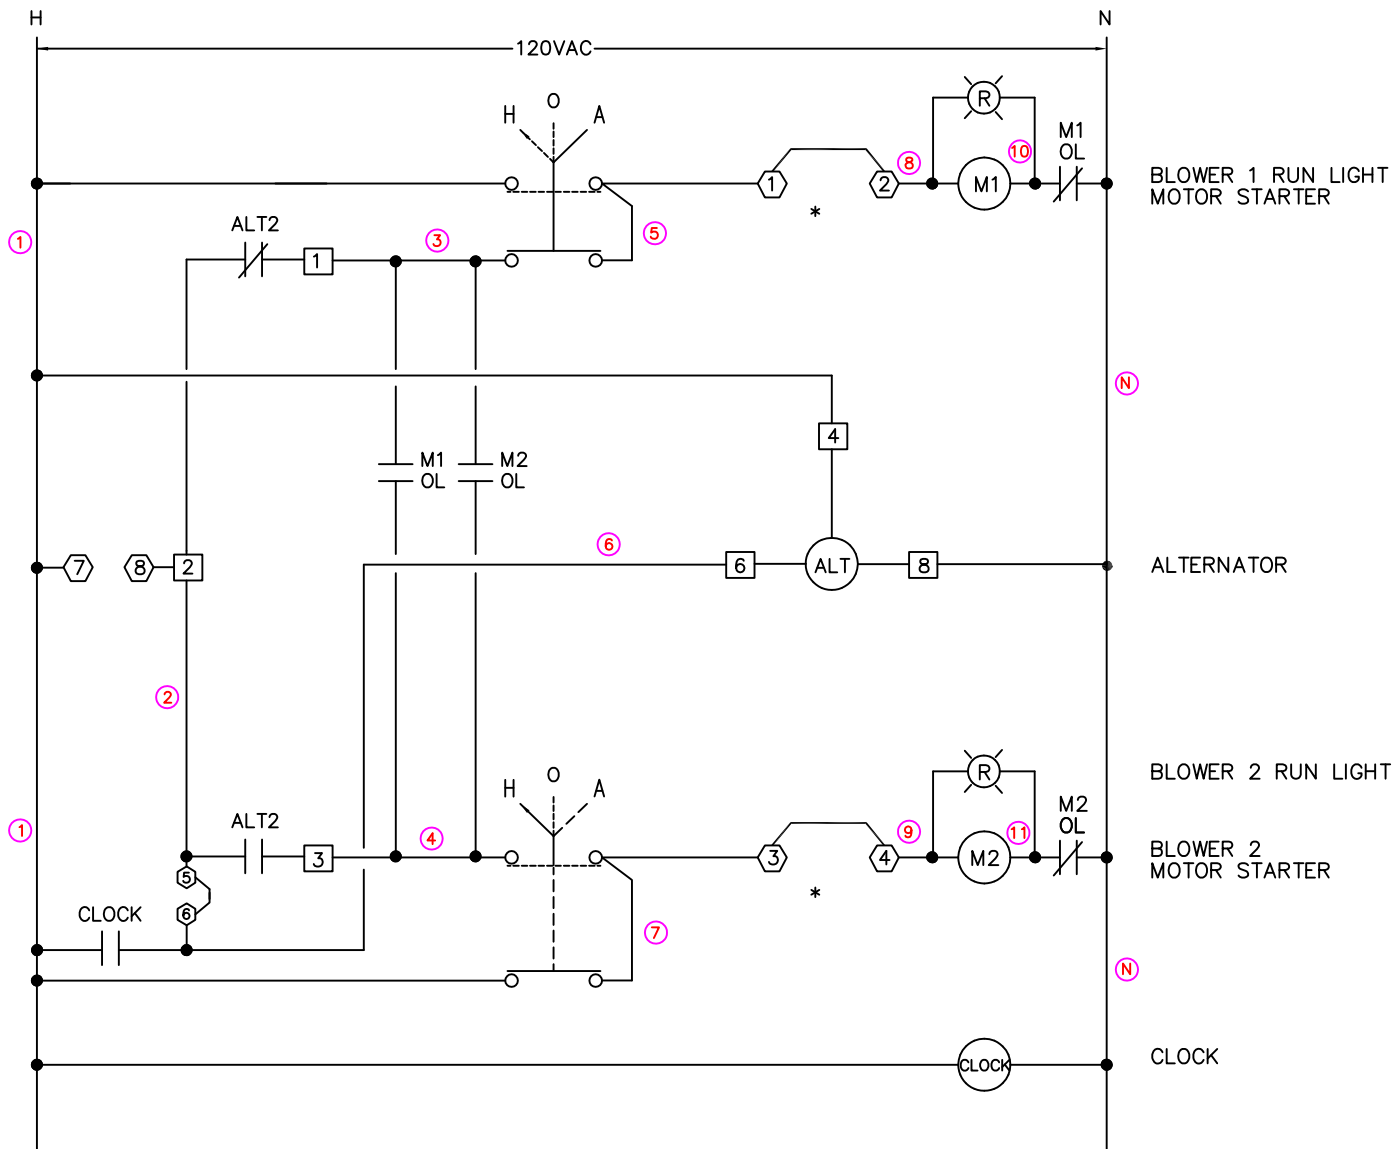 H
N
120VAC
H O A
R
M1
OL
1
2
8
M1
10
BLOWER 1 RUN LIGHT
MOTOR STARTER
*
1
ALT2
1
3
5
N
4
M1
OL
M2
OL
6
7
8
2
6
ALT
8
ALTERNATOR
2
H O A
R
BLOWER 2 RUN LIGHT
1
ALT2
3
4
3
4
9
M2
11
M2
OL
BLOWER 2
MOTOR STARTER
5
*
6
CLOCK
7
N
CLOCK
CLOCK